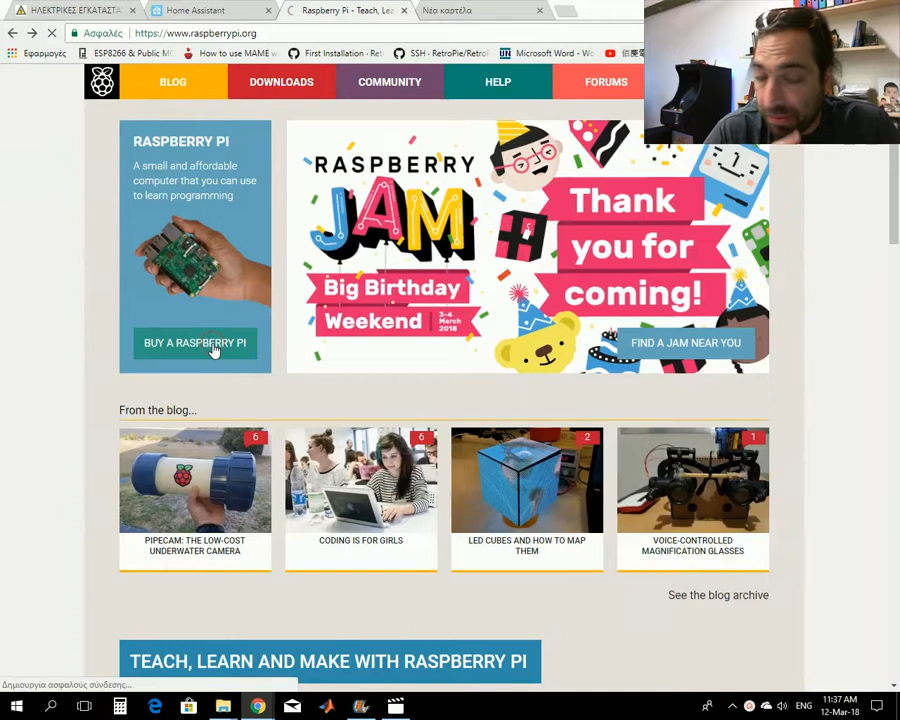 ΗΛΕΚΤΡΙΚΕΣ ΕΓΚΑΤΑΣΤΑ
Home Assistant
Raspberry Pi - Teach, Lea
Νέα καρτέλα
Ασφαλές
https://www.raspberrypi.org
Εφαρμογές
ESP8266 & Public M
How to use MAME w
First Installation · Ret
SSH · RetroPie/RetroP
Microsoft Word - Wo
BLOG
DOWNLOADS
COMMUNITY
HELP
FORUMS
RASPBERRY PI
A small and affordable
computer that you can use
to learn programming
BUY A RASPBERRY PI
RASPBERRY
JAM
Big Birthday
Weekend
3-4
March
2018
Thank
you for
coming!
FIND A JAM NEAR YOU
From the blog...
6
6
2
1
PIPECAM: THE LOW-COST
UNDERWATER CAMERA
CODING IS FOR GIRLS
LED CUBES AND HOW TO MAP
THEM
VOICE-CONTROLLED
MAGNIFICATION GLASSES
See the blog archive
TEACH, LEARN AND MAKE WITH RASPBERRY PI
Δημιουργία ασφαλούς σύνδεσης...
ENG
11:37 AM
12-Mar-18